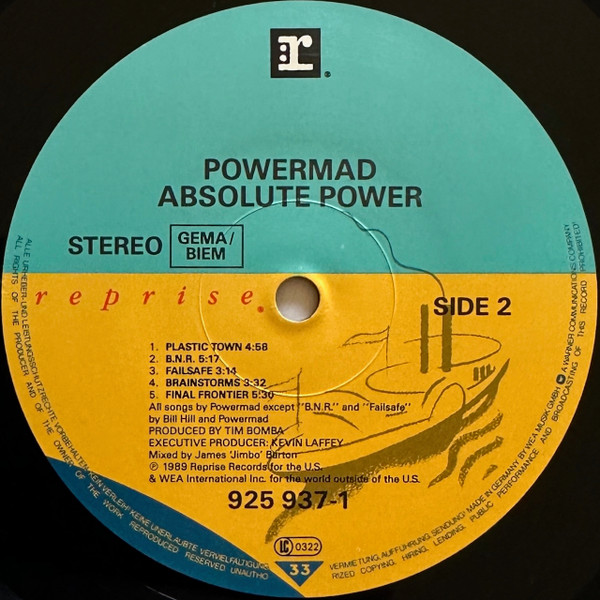 r®
POWERMAD
ABSOLUTE POWER
STEREO GEMA/
BIEM
reprise®
SIDE 2
1. PLASTIC TOWN 4:58
2. B.N.R. 5:17
3. FAILSAFE 3:14
4. BRAINSTORMS 3:32
5. FINAL FRONTIER 5:30
All songs by Powermad except "B.N.R." and "Failsafe"
by Bill Hill and Powermad
PRODUCED BY TIM BOMBA
EXECUTIVE PRODUCER: KEVIN LAFFEY
Mixed by James 'Jimbo' Barton
℗ 1989 Reprise Records for the U.S.
& WEA International Inc. for the world outside of the U.S.
925 937-1
LC 0322
33
ALLE URHEBER- UND LEISTUNGSSCHUTZRECHTE VORBEHALTEN. KEIN VERLEIH! KEINE UNERLAUBTE VERVIELFÄLTIGUNG, VERMIETUNG, AUFFÜHRUNG, SENDUNG! MADE IN GERMANY BY WEA MUSIK GMBH A WARNER COMMUNICATIONS COMPANY
ALL RIGHTS OF THE PRODUCER AND OF THE OWNER OF THE WORK REPRODUCED RESERVED UNAUTHORIZED COPYING, HIRING, LENDING, PUBLIC PERFORMANCE AND BROADCASTING OF THIS RECORD PROHIBITED!